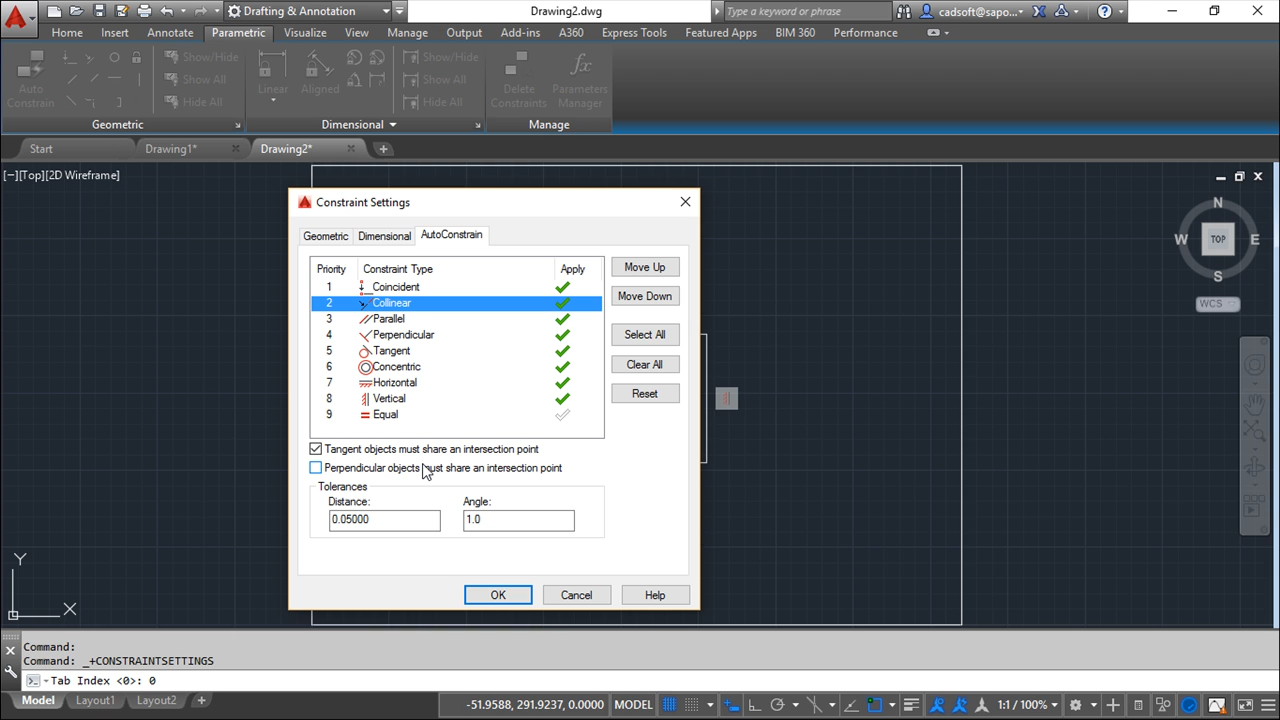 Drafting & Annotation
Drawing2.dwg
Type a keyword or phrase
cadsoft@sapo...
Home Insert Annotate Parametric Visualize View Manage Output Add-ins A360 Express Tools Featured Apps BIM 360 Performance
Auto
Constrain
Show/Hide
Show All
Hide All
Linear
Aligned
Show/Hide
Show All
Hide All
Delete
Constraints
Parameters
Manager
Geometric
Dimensional
Manage
Start
Drawing1*
Drawing2*
[−][Top][2D Wireframe]
N
W
TOP
E
S
WCS
Constraint Settings
Geometric Dimensional AutoConstrain
Priority Constraint Type Apply
1 Coincident
2 Collinear
3 Parallel
4 Perpendicular
5 Tangent
6 Concentric
7 Horizontal
8 Vertical
9 Equal
Move Up
Move Down
Select All
Clear All
Reset
Tangent objects must share an intersection point
Perpendicular objects must share an intersection point
Tolerances
Distance: Angle:
0.05000 1.0
OK Cancel Help
Y
X
Command:
Command: _+CONSTRAINTSETTINGS
Tab Index <0>: 0
Model Layout1 Layout2
-51.9588, 291.9237, 0.0000 MODEL
1:1 / 100%